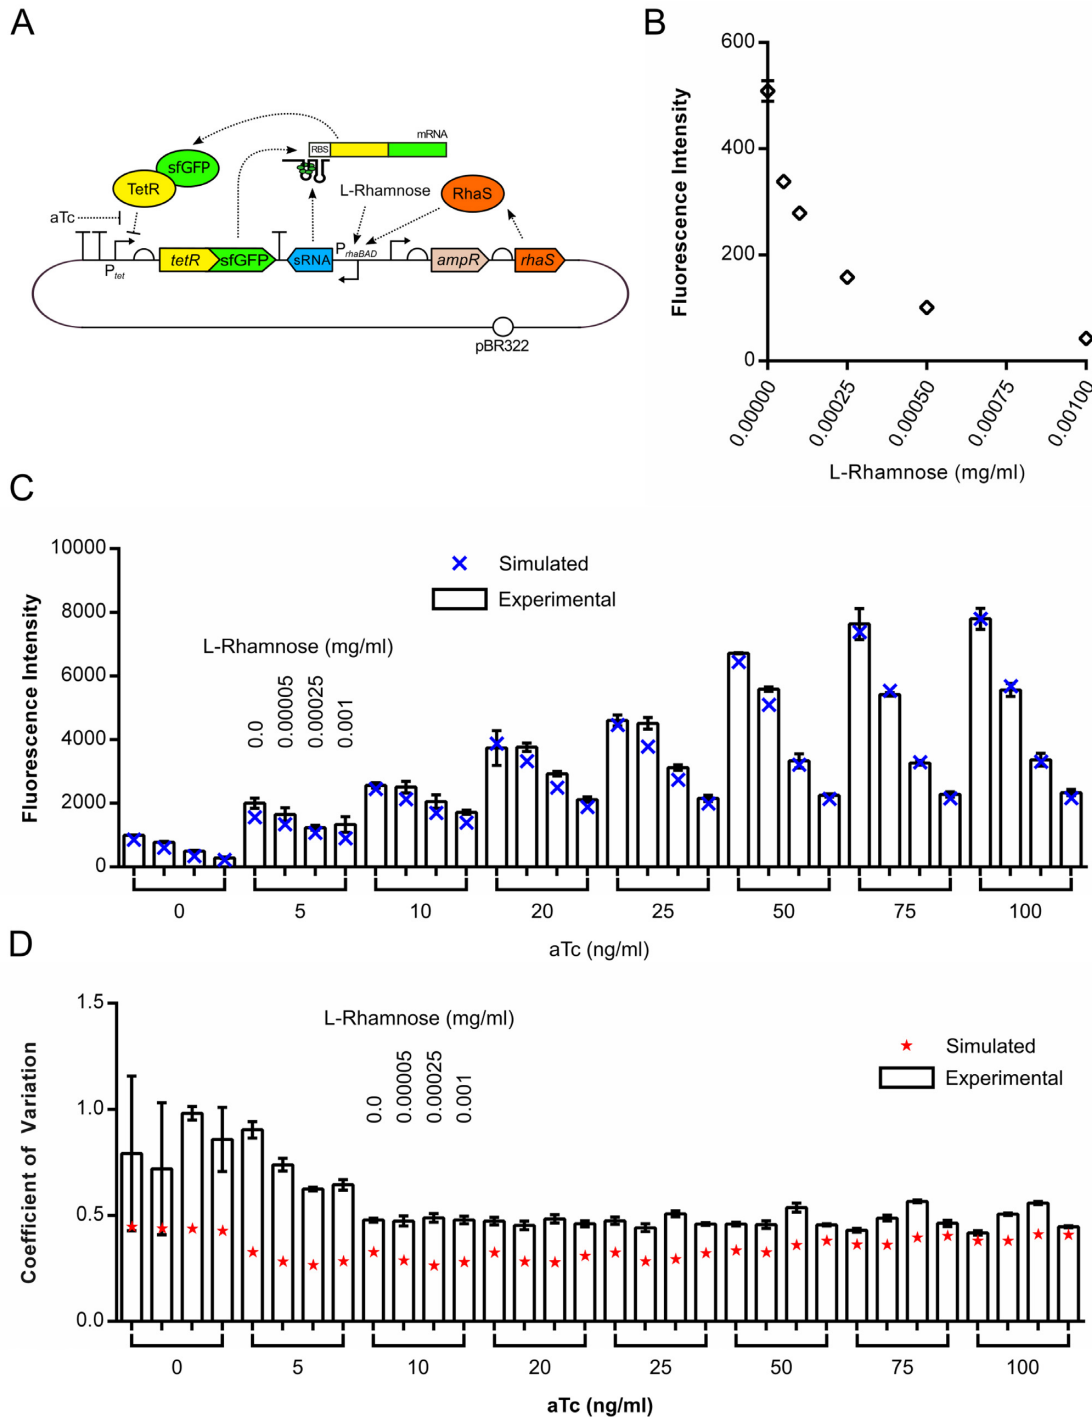 A
B
mRNA
RBS
sfGFP
TetR
L-Rhamnose
RhaS
aTc
Ptet
tetR
sfGFP
sRNA
PrhaBAD
ampR
rhaS
pBR322
600
400
200
0
Fluorescence Intensity
0.00000
0.00025
0.00050
0.00075
0.00100
L-Rhamnose (mg/ml)
C
10000
8000
6000
4000
2000
0
Fluorescence Intensity
Simulated
Experimental
L-Rhamnose (mg/ml)
0.0
0.00005
0.00025
0.001
0 5 10 20 25 50 75 100
aTc (ng/ml)
D
1.5
1.0
0.5
0.0
Coefficient of Variation
L-Rhamnose (mg/ml)
0.0
0.00005
0.00025
0.001
Simulated
Experimental
0 5 10 20 25 50 75 100
aTc (ng/ml)